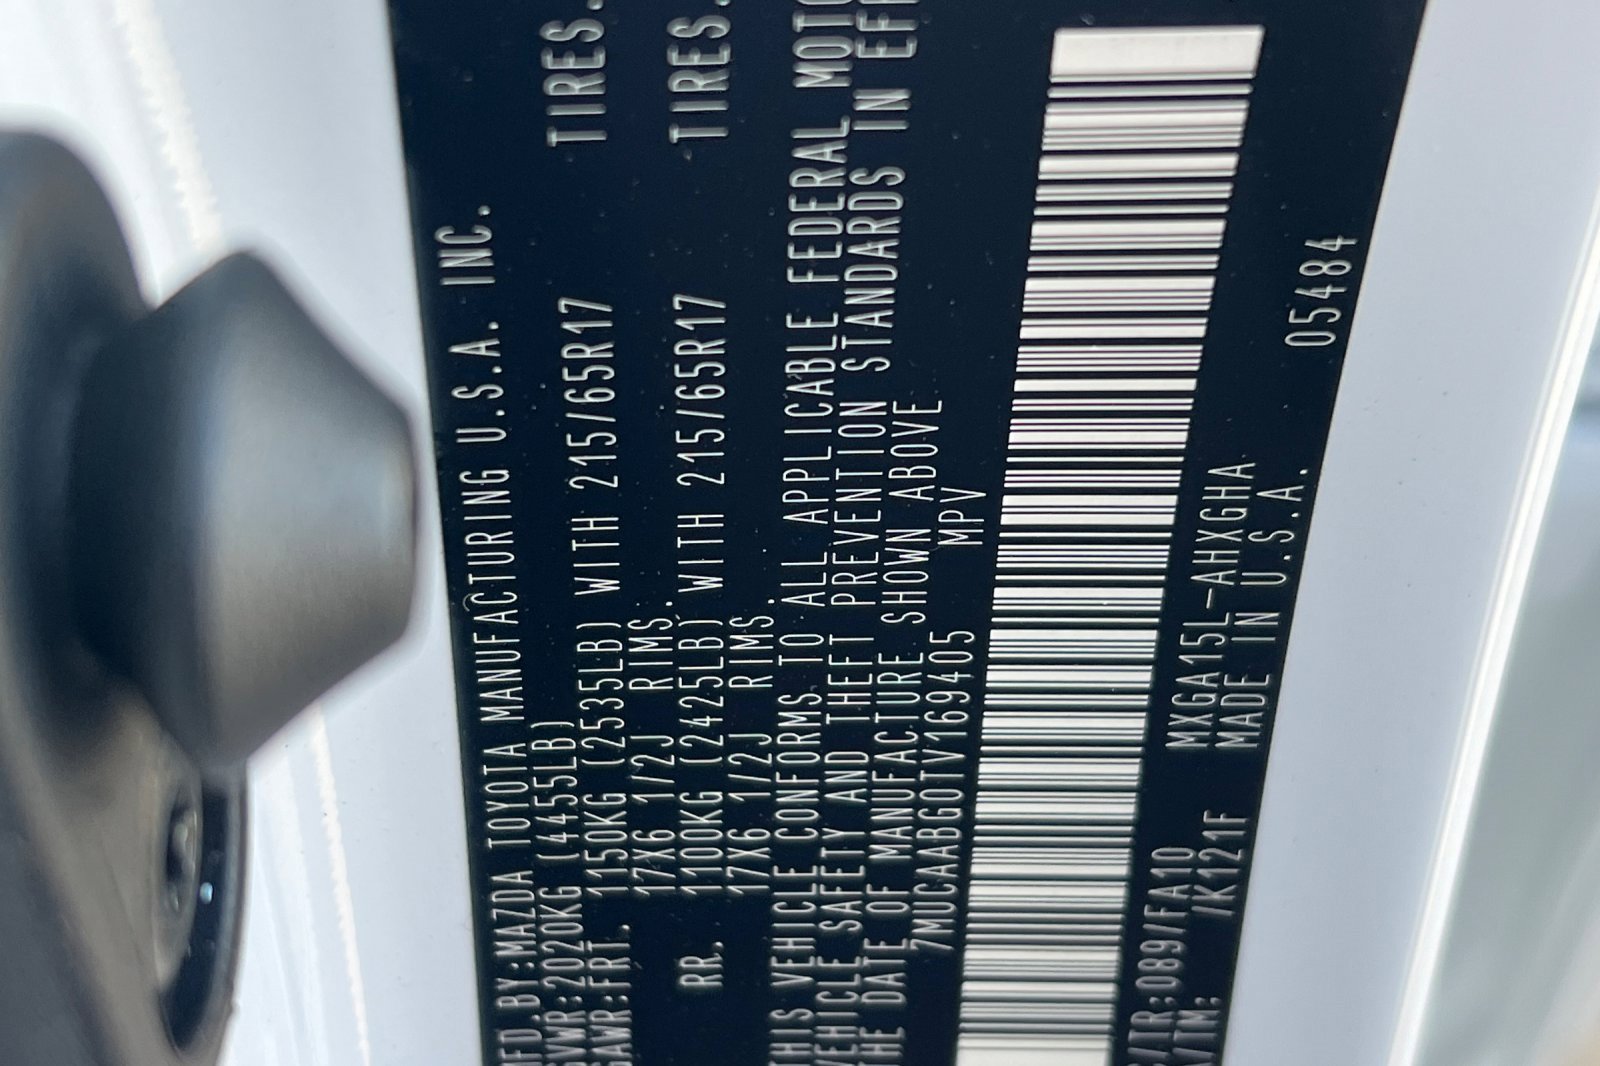 MFD.BY:MAZDA TOYOTA MANUFACTURING U.S.A. INC.
GVWR:2020KG (4455LB)
GAWR:FRT. 1150KG (2535LB) WITH 215/65R17 TIRES.
17X6 1/2J RIMS.
RR. 1100KG (2425LB) WITH 215/65R17 TIRES.
17X6 1/2J RIMS.
THIS VEHICLE CONFORMS TO ALL APPLICABLE FEDERAL MOTO
VEHICLE SAFETY AND THEFT PREVENTION STANDARDS IN EFF
THE DATE OF MANUFACTURE SHOWN ABOVE
7MUCAABG0TV169405 MPV
C/TR:089/FA10 MXGA15L-AHXGHA 05484
A/TM: /K121F MADE IN U.S.A.